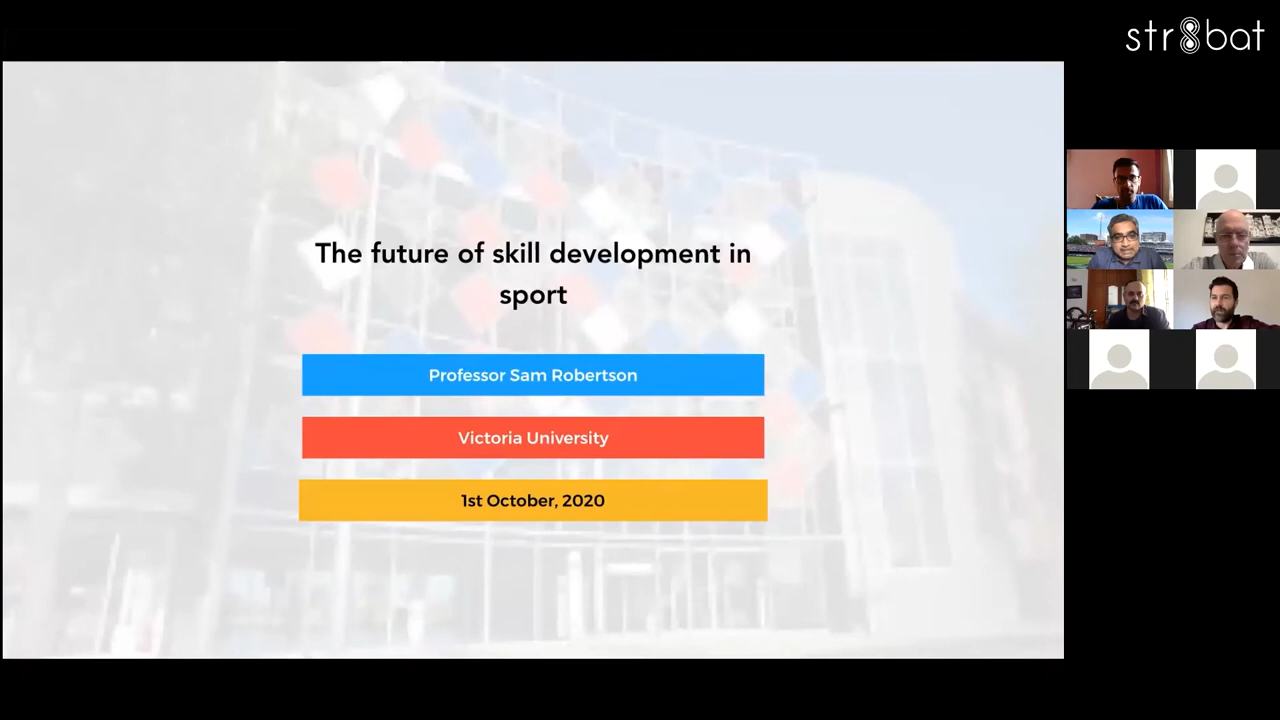 str8bat
The future of skill development in
sport
Professor Sam Robertson
Victoria University
1st October, 2020